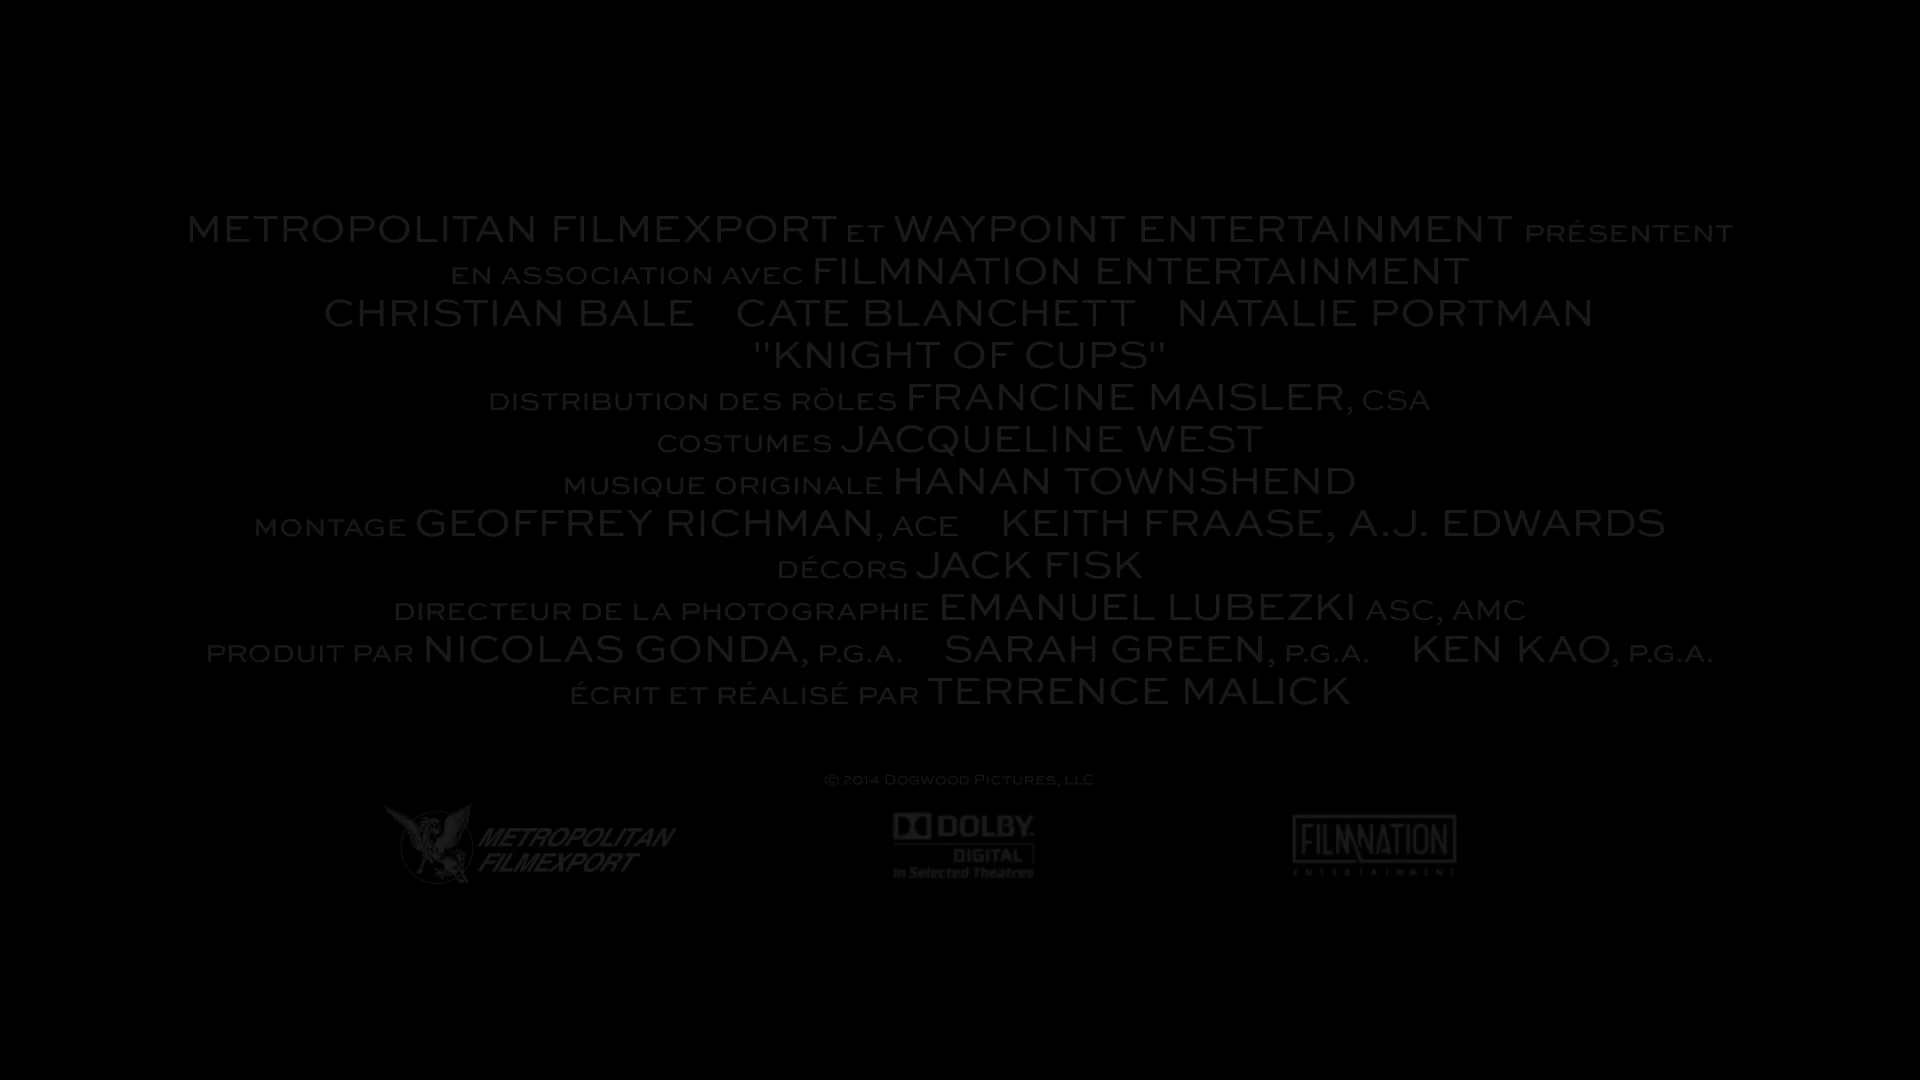 METROPOLITAN FILMEXPORT ET WAYPOINT ENTERTAINMENT PRÉSENTENT
EN ASSOCIATION AVEC FILMNATION ENTERTAINMENT
CHRISTIAN BALE CATE BLANCHETT NATALIE PORTMAN
"KNIGHT OF CUPS"
DISTRIBUTION DES RÔLES FRANCINE MAISLER, CSA
COSTUMES JACQUELINE WEST
MUSIQUE ORIGINALE HANAN TOWNSHEND
MONTAGE GEOFFREY RICHMAN, ACE KEITH FRAASE, A.J. EDWARDS
DÉCORS JACK FISK
DIRECTEUR DE LA PHOTOGRAPHIE EMANUEL LUBEZKI ASC, AMC
PRODUIT PAR NICOLAS GONDA, P.G.A. SARAH GREEN, P.G.A. KEN KAO, P.G.A.
ÉCRIT ET RÉALISÉ PAR TERRENCE MALICK
© 2014 DOGWOOD PICTURES, LLC
METROPOLITAN
FILMEXPORT
DOLBY
DIGITAL
In Selected Theatres
FILMNATION
ENTERTAINMENT